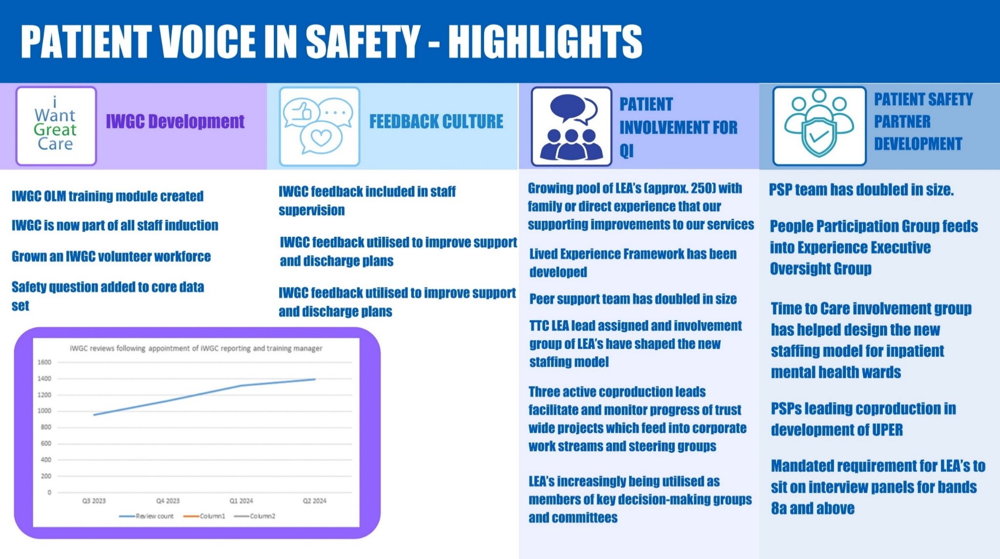 PATIENT VOICE IN SAFETY - HIGHLIGHTS
i
Want
Great
Care
IWGC Development
IWGC OLM training module created
IWGC is now part of all staff induction
Grown an IWGC volunteer workforce
Safety question added to core data
set
iWGC reviews following appointment of iWGC reporting and training manager
1600
1400
1200
1000
800
600
400
200
0
Q3 2023 Q4 2023 Q1 2024 Q2 2024
Review count Column1 Column2
FEEDBACK CULTURE
IWGC feedback included in staff
supervision
IWGC feedback utilised to improve support
and discharge plans
IWGC feedback utilised to improve support
and discharge plans
PATIENT
INVOLVEMENT FOR
QI
Growing pool of LEA's (approx. 250) with
family or direct experience that our
supporting improvements to our services
Lived Experience Framework has been
developed
Peer support team has doubled in size
TTC LEA lead assigned and involvement
group of LEA's have shaped the new
staffing model
Three active coproduction leads
facilitate and monitor progress of trust
wide projects which feed into corporate
work streams and steering groups
LEA's increasingly being utilised as
members of key decision-making groups
and committees
PATIENT SAFETY
PARTNER
DEVELOPMENT
PSP team has doubled in size.
People Participation Group feeds
into Experience Executive
Oversight Group
Time to Care involvement group
has helped design the new
staffing model for inpatient
mental health wards
PSPs leading coproduction in
development of UPER
Mandated requirement for LEA's to
sit on interview panels for bands
8a and above